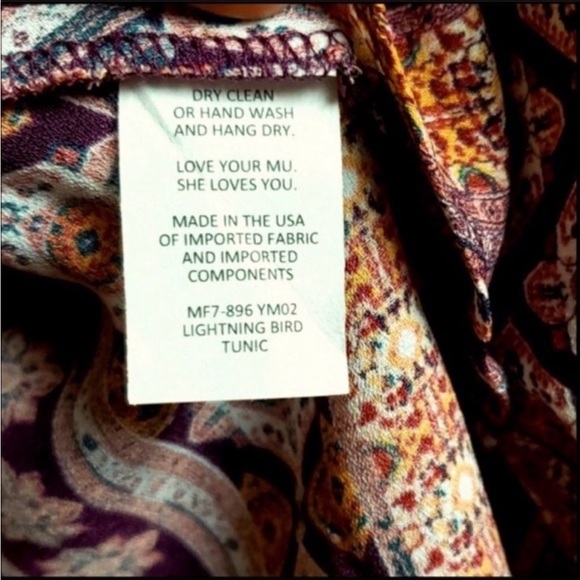 DRY CLEAN
OR HAND WASH
AND HANG DRY.
LOVE YOUR MU.
SHE LOVES YOU.
MADE IN THE USA
OF IMPORTED FABRIC
AND IMPORTED
COMPONENTS
MF7-896 YM02
LIGHTNING BIRD
TUNIC